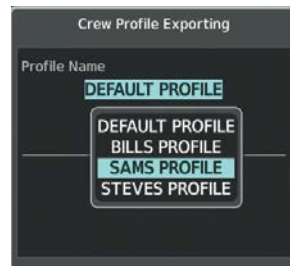 Crew Profile Exporting
Profile Name
DEFAULT PROFILE
DEFAULT PROFILE
BILLS PROFILE
SAMS PROFILE
STEVES PROFILE